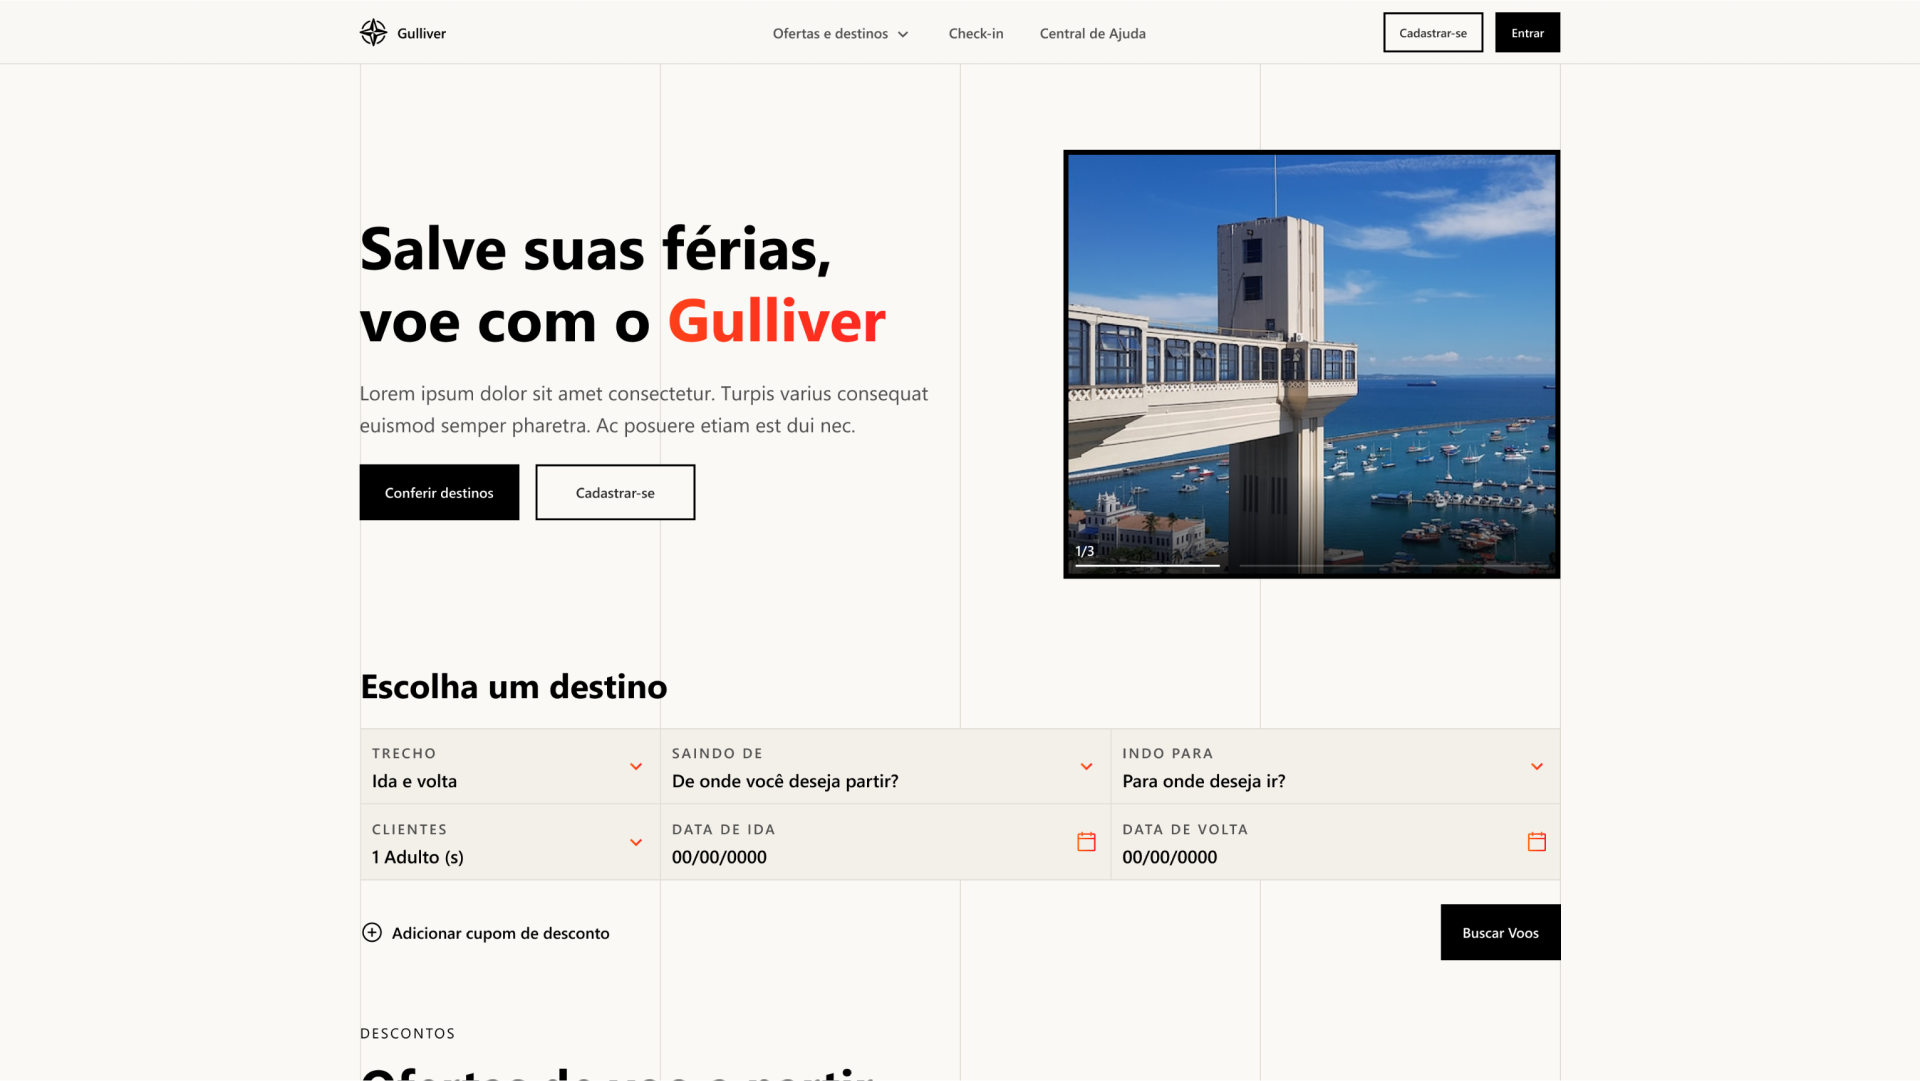 Gulliver
Ofertas e destinos
Check-in
Central de Ajuda
Cadastrar-se
Entrar
Salve suas férias,
voe com o Gulliver
Lorem ipsum dolor sit amet consectetur. Turpis varius consequat
euismod semper pharetra. Ac posuere etiam est dui nec.
Conferir destinos
Cadastrar-se
1/3
Escolha um destino
TRECHO
Ida e volta
SAINDO DE
De onde você deseja partir?
INDO PARA
Para onde deseja ir?
CLIENTES
1 Adulto (s)
DATA DE IDA
00/00/0000
DATA DE VOLTA
00/00/0000
Adicionar cupom de desconto
Buscar Voos
DESCONTOS
Ofertas de voo a partir